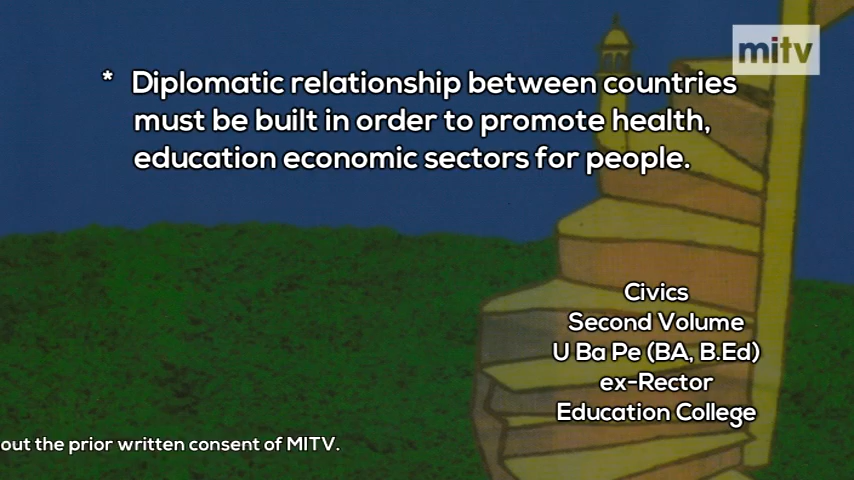 mitv
* Diplomatic relationship between countries
must be built in order to promote health,
education economic sectors for people.
Civics
Second Volume
U Ba Pe (BA, B.Ed)
ex-Rector
Education College
out the prior written consent of MITV.